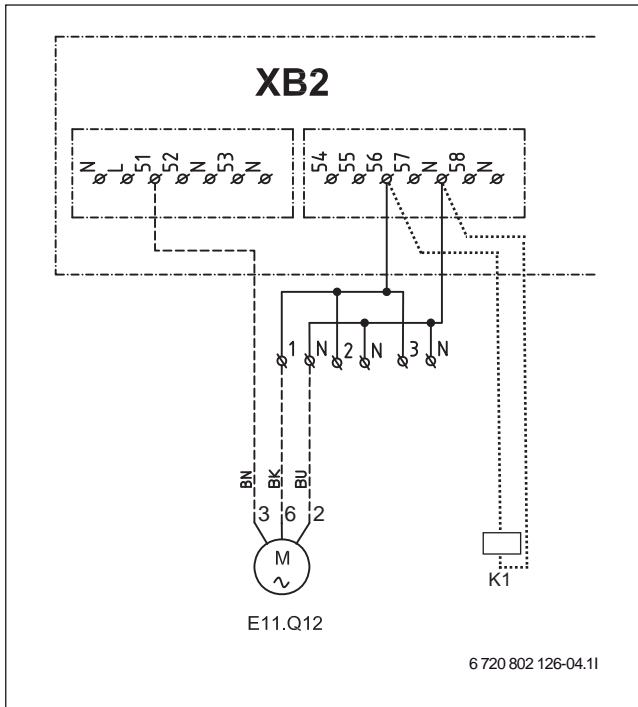 XB2
N L 51 52 N 53 N
54 55 56 57 N 58 N
1 N 2 N 3 N
BN BK BU
3 6 2
M
∿
E11.Q12
K1
6 720 802 126-04.1I